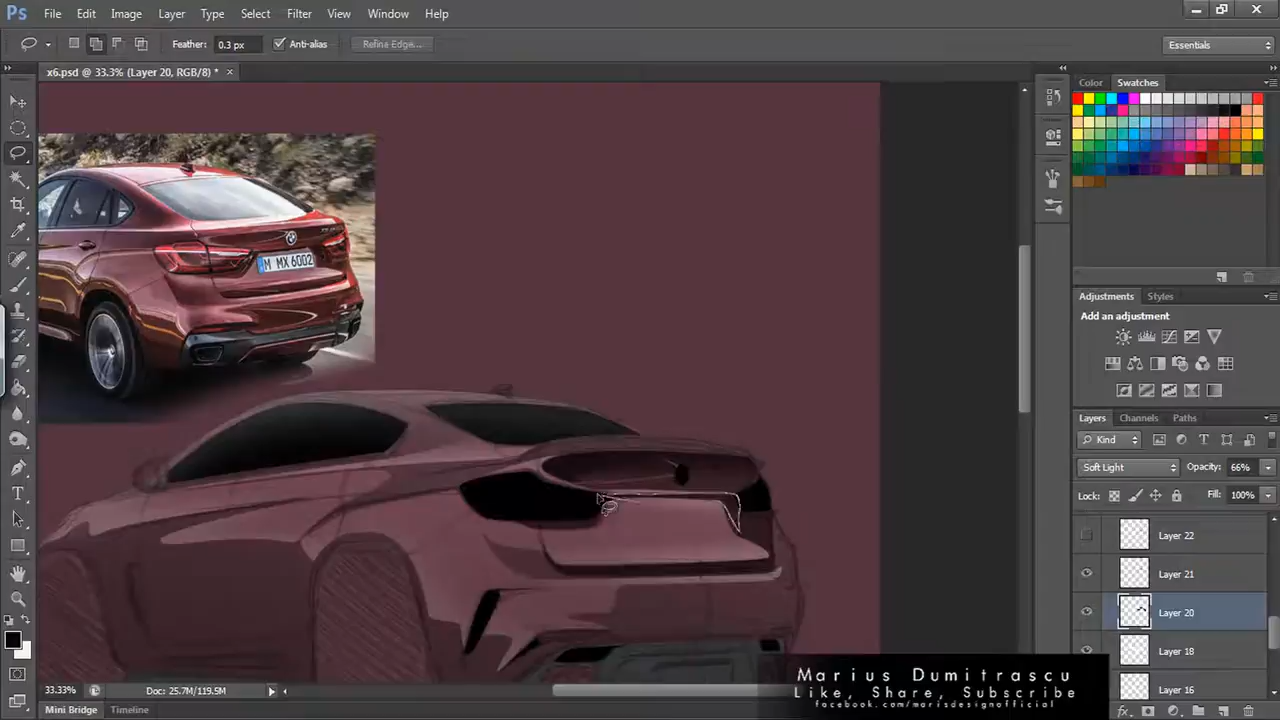 Ps File Edit Image Layer Type Select Filter View Window Help
Feather: 0.3 px Anti-alias Refine Edge... Essentials
x6.psd @ 33.3% (Layer 20, RGB/8) * ×
Color Swatches
M MX 6002
Adjustments Styles
Add an adjustment
Layers Channels Paths
Kind
Soft Light Opacity: 66%
Lock: Fill: 100%
Layer 22
Layer 21
Layer 20
Layer 18
Layer 16
Marius Dumitrascu
Like, Share, Subscribe
facebook.com/marisdesignofficial
33.33% Doc: 25.7M/119.5M
Mini Bridge Timeline